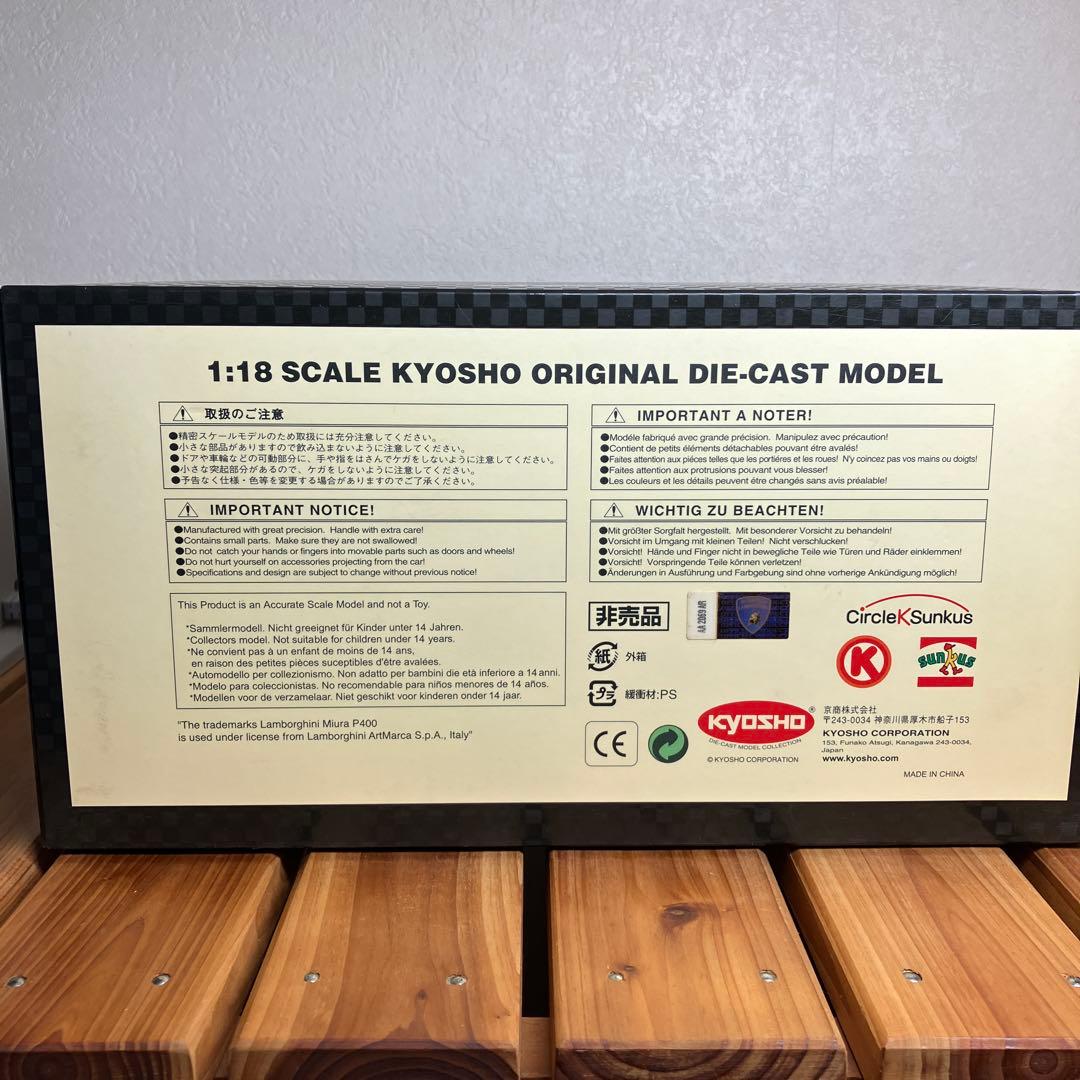 1:18 SCALE KYOSHO ORIGINAL DIE-CAST MODEL
取扱のご注意
●精密スケールモデルのため取扱には充分注意してください。
●小さな部品がありますので飲み込まないように注意してください。
●ドアや車輪などの可動部分に、手や指をはさんでケガをしないように注意してください。
●小さな突起部分があるので、ケガをしないように注意してください。
●予告なく仕様・色等を変更する場合がありますのでご了承ください。
IMPORTANT A NOTER!
●Modéle fabriqué avec grande précision. Manipulez avec précaution!
●Contient de petits éléments détachables pouvant étre avalés!
●Faites attention aux piéces telles que les portiéres et les roues! N'y coincez pas vos mains ou doigts!
●Faites attention aux protrusions pouvant vous blesser!
●Les couleurs et les détails peuvent étre changés sans avis préalable!
IMPORTANT NOTICE!
●Manufactured with great precision. Handle with extra care!
●Contains small parts. Make sure they are not swallowed!
●Do not catch your hands or fingers into movable parts such as doors and wheels!
●Do not hurt yourself on accessories projecting from the car!
●Specifications and design are subject to change without previous notice!
WICHTIG ZU BEACHTEN!
●Mit größter Sorgfalt hergestellt. Mit besonderer Vorsicht zu behandeln!
●Vorsicht im Umgang mit kleinen Teilen! Nicht verschlucken!
●Vorsicht! Hände und Finger nicht in bewegliche Teile wie Türen und Räder einklemmen!
●Vorsicht! Vorspringende Teile können verletzen!
●Änderungen in Ausführung und Farbgebung sind ohne vorherige Ankündigung möglich!
This Product is an Accurate Scale Model and not a Toy.
*Sammlermodell. Nicht geeignet für Kinder unter 14 Jahren.
*Collectors model. Not suitable for children under 14 years.
*Ne convient pas à un enfant de moins de 14 ans,
en raison des petites pièces suceptibles d'être avalées.
*Automodello per collezionismo. Non adatto per bambini die età inferiore a 14 anni.
*Modelo para coleccionistas. No recomendable para niños menores de 14 años.
*Modellen voor de verzamelaar. Niet geschikt voor kinderen onder 14 jaar.
"The trademarks Lamborghini Miura P400
is used under license from Lamborghini ArtMarca S.p.A., Italy"
非売品
AA 2069 AR
CircleKSunkus
K
sunkus
紙 外箱
プラ 緩衝材:PS
CE
KYOSHO®
DIE-CAST MODEL COLLECTION
© KYOSHO CORPORATION
京商株式会社
〒243-0034 神奈川県厚木市船子153
KYOSHO CORPORATION
153, Funako Atsugi, Kanagawa 243-0034,
Japan
www.kyosho.com
MADE IN CHINA